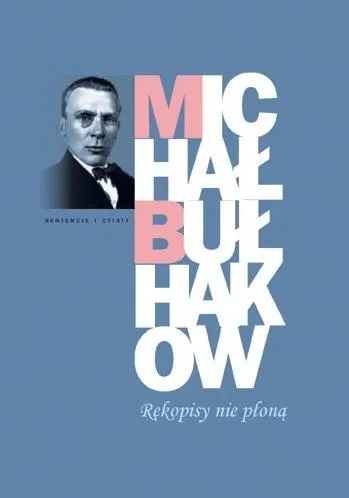 MIC
HAŁ
BUŁ
HAK
OW
SENTENCJE I CYTATY
Rękopisy nie płoną